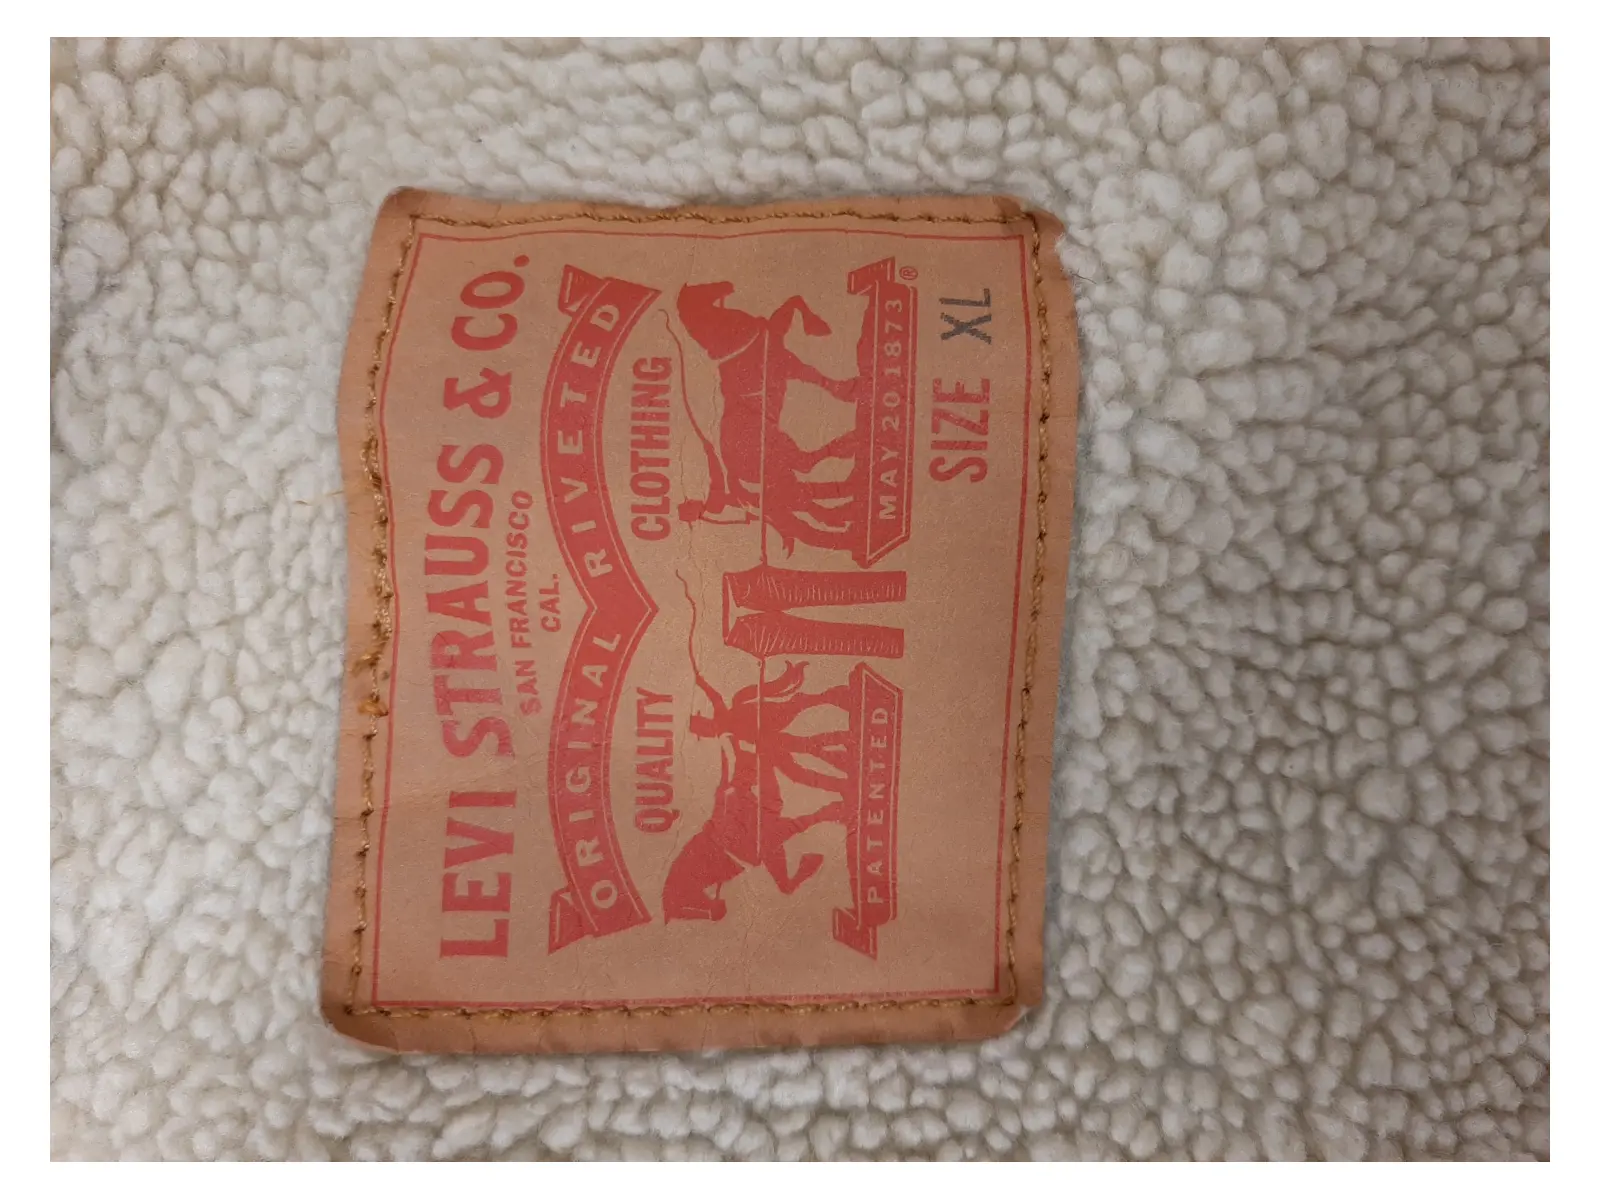 LEVI STRAUSS & CO.
SAN FRANCISCO
CAL.
ORIGINAL RIVETED
QUALITY CLOTHING
PATENTED MAY 20 1873 ®
SIZE XL